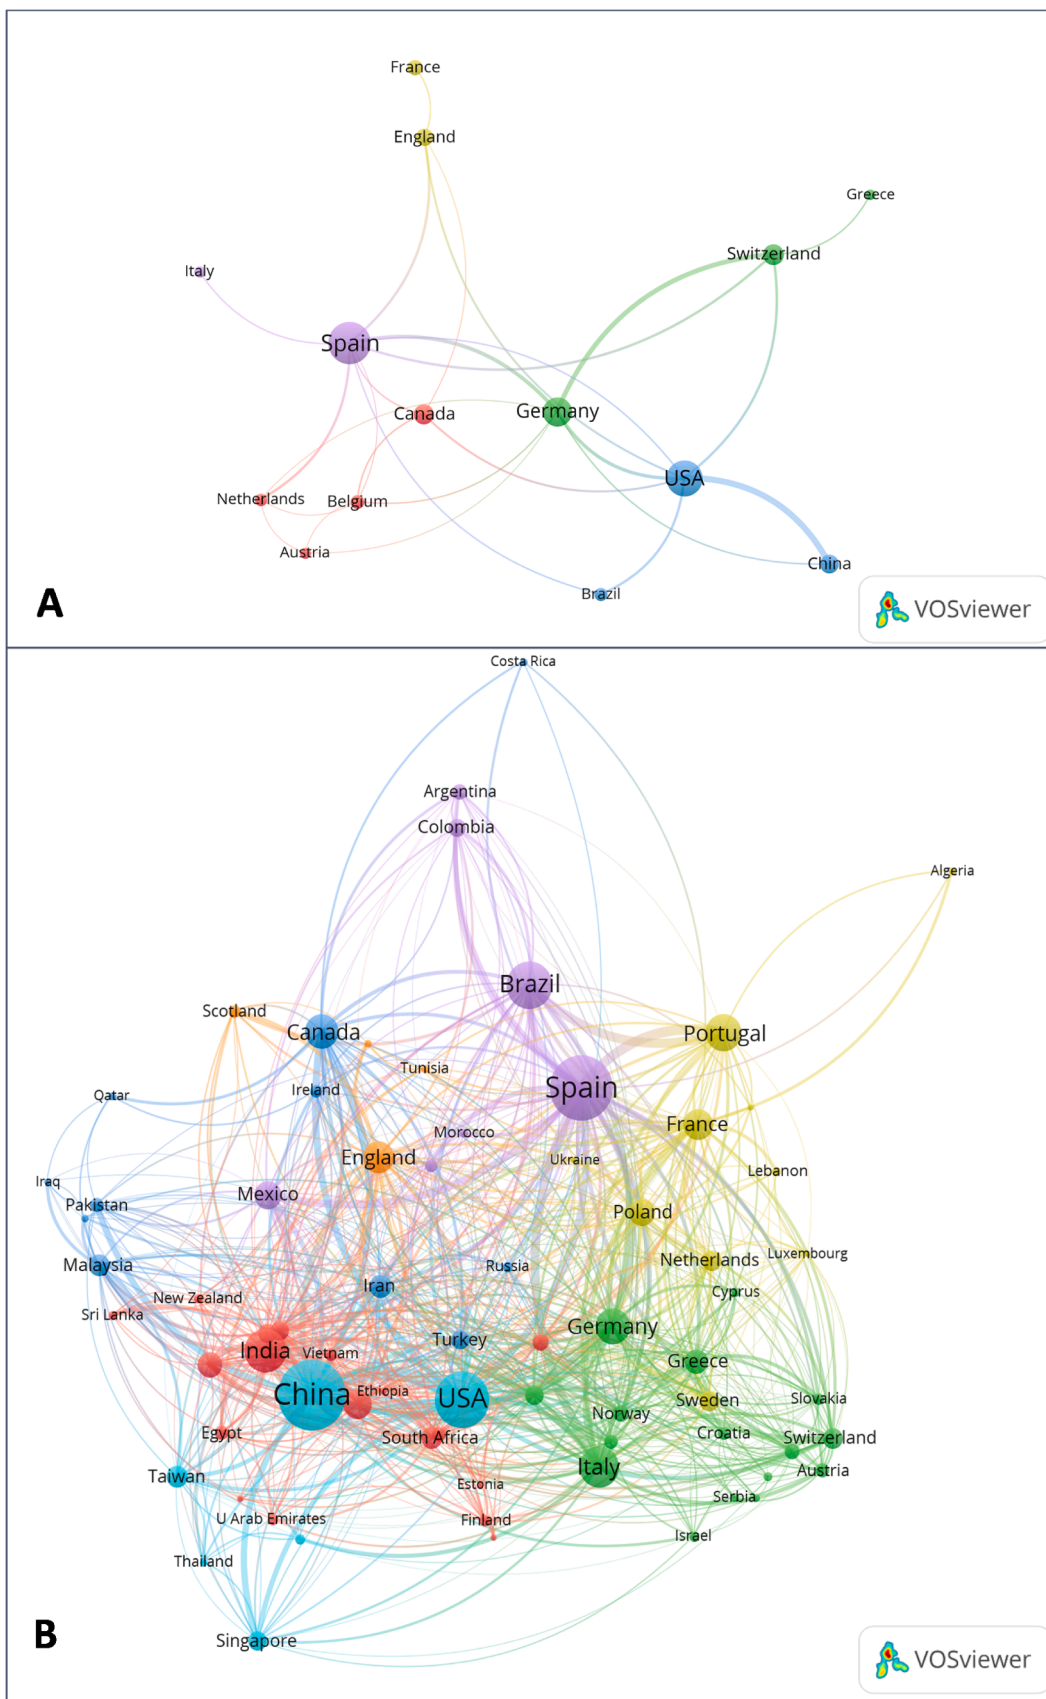 France
England
Greece
Switzerland
Italy
Spain
Germany
Canada
USA
Netherlands
Belgium
Austria
China
Brazil
A
VOSviewer
Costa Rica
Argentina
Colombia
Algeria
Brazil
Scotland
Canada
Portugal
Tunisia
Spain
Ireland
Qatar
France
Morocco
England
Ukraine
Lebanon
Iraq
Mexico
Pakistan
Poland
Luxembourg
Netherlands
Malaysia
Russia
Iran
Cyprus
New Zealand
Sri Lanka
Germany
Turkey
India
Vietnam
Greece
China
Ethiopia
USA
Sweden
Slovakia
Norway
Egypt
South Africa
Croatia
Switzerland
Italy
Taiwan
Austria
Estonia
Serbia
U Arab Emirates
Finland
Israel
Thailand
Singapore
B
VOSviewer